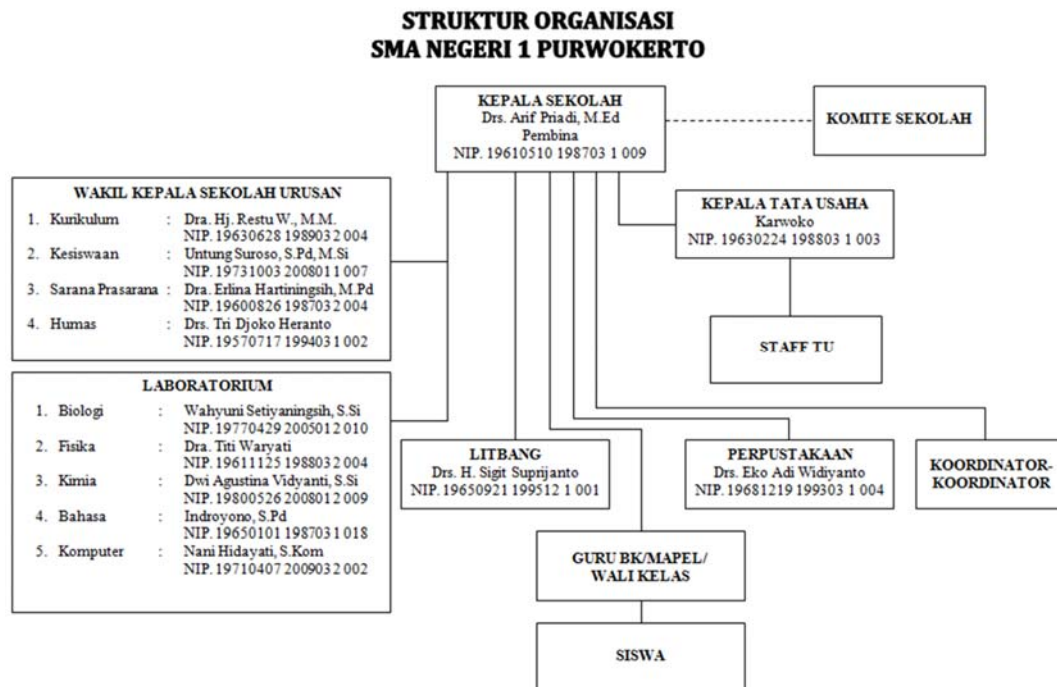 STRUKTUR ORGANISASI
SMA NEGERI 1 PURWOKERTO
KEPALA SEKOLAH
Drs. Arif Priadi, M.Ed
Pembina
NIP. 19610510 198703 1 009
KOMITE SEKOLAH
WAKIL KEPALA SEKOLAH URUSAN
1. Kurikulum : Dra. Hj. Restu W., M.M.
NIP. 19630628 198903 2 004
2. Kesiswaan : Untung Suroso, S.Pd, M.Si
NIP. 19731003 200801 1 007
3. Sarana Prasarana : Dra. Erlina Hartiningsih, M.Pd
NIP. 19600826 198703 2 004
4. Humas : Drs. Tri Djoko Heranto
NIP. 19570717 199403 1 002
KEPALA TATA USAHA
Karwoko
NIP. 19630224 198803 1 003
STAFF TU
LABORATORIUM
1. Biologi : Wahyuni Setiyaningsih, S.Si
NIP. 19770429 200501 2 010
2. Fisika : Dra. Titi Waryati
NIP. 19611125 198803 2 004
3. Kimia : Dwi Agustina Vidyanti, S.Si
NIP. 19800526 200801 2 009
4. Bahasa : Indroyono, S.Pd
NIP. 19650101 198703 1 018
5. Komputer : Nani Hidayati, S.Kom
NIP. 19710407 200903 2 002
LITBANG
Drs. H. Sigit Suprijanto
NIP. 19650921 199512 1 001
PERPUSTAKAAN
Drs. Eko Adi Widiyanto
NIP. 19681219 199303 1 004
KOORDINATOR-
KOORDINATOR
GURU BK/MAPEL/
WALI KELAS
SISWA